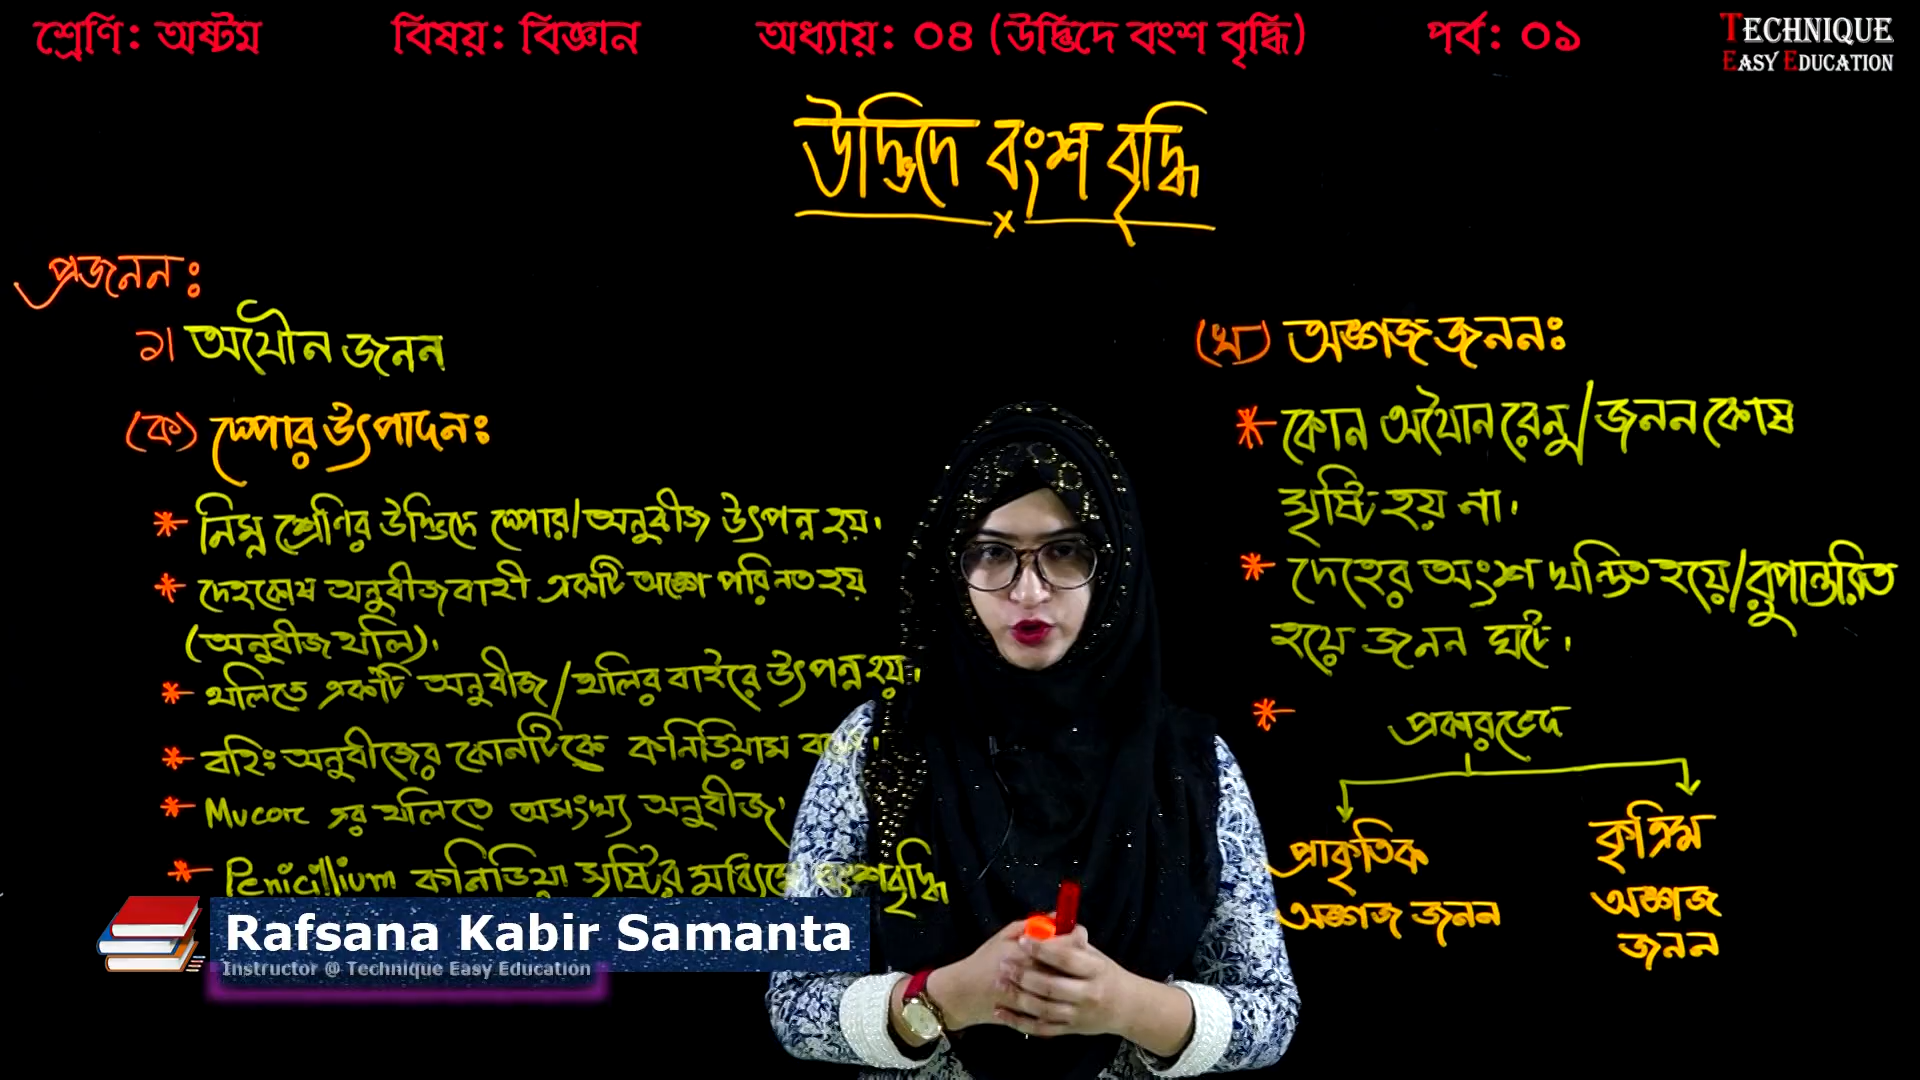 শ্রেণি: অষ্টম বিষয়: বিজ্ঞান অধ্যায়: ০৪ (উদ্ভিদে বংশ বৃদ্ধি) পর্ব: ০১
TECHNIQUE
EASY EDUCATION
উদ্ভিদে বংশ বৃদ্ধি
প্রজনন:
১। অযৌন জনন
(ক) স্পোর উৎপাদন:
* নিম্ন শ্রেণির উদ্ভিদে স্পোর/অনুবীজ উৎপন্ন হয়।
* দেহকোষ অনুবীজবাহী একটি অঙ্গে পরিনত হয়
(অনুবীজথলি)।
* থলিতে একটি অনুবীজ/থলির বাইরে উৎপন্ন হয়।
* বহিঃঅনুবীজের কোনটিকে কনিডিয়াম
* Mucor এর থলিতে অসংখ্য অনুবীজ।
* Penicillium কনিডিয়া সৃষ্টির মাধ্যমে বংশবৃদ্ধি
(খ) অঙ্গজ জনন:
* কোন অযৌন রেনু/জনন কোষ
সৃষ্টি হয় না।
* দেহের অংশ খন্ডিত হয়ে/রুপান্তরিত
হয়ে জনন ঘটে।
* প্রকারভেদ
প্রাকৃতিক
অঙ্গজ জনন
কৃত্রিম
অঙ্গজ
জনন
Rafsana Kabir Samanta
Instructor @ Technique Easy Education